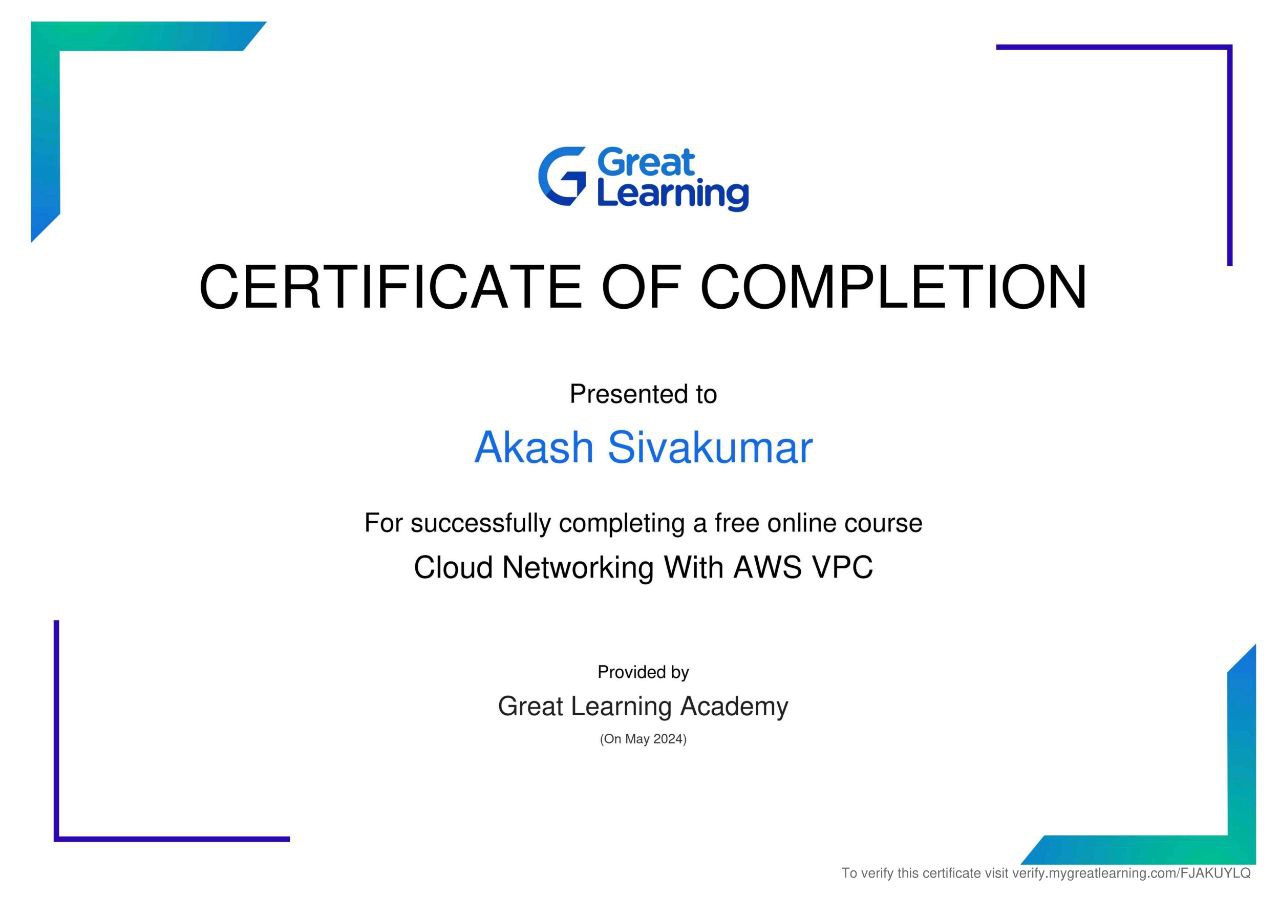 Great
Learning
CERTIFICATE OF COMPLETION
Presented to
Akash Sivakumar
For successfully completing a free online course
Cloud Networking With AWS VPC
Provided by
Great Learning Academy
(On May 2024)
To verify this certificate visit verify.mygreatlearning.com/FJAKUYLQ